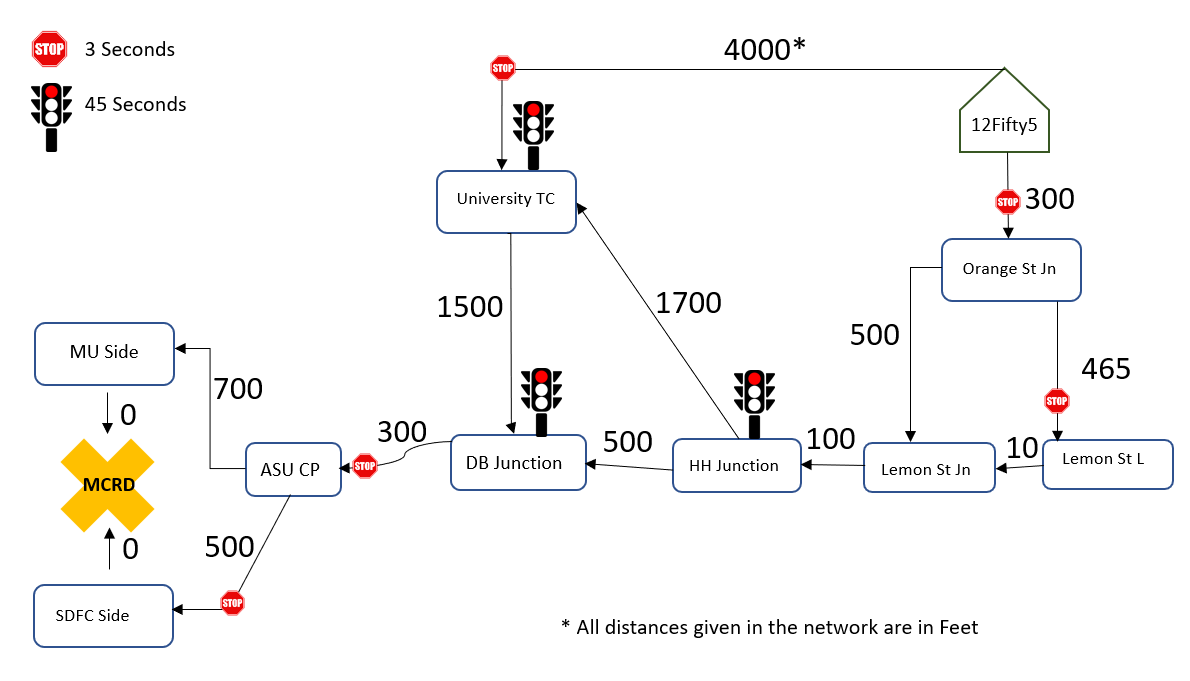 STOP 3 Seconds
45 Seconds
4000*
STOP
12Fifty5
University TC
STOP 300
Orange St Jn
1500
1700
500
MU Side
465
700
STOP
0
300
500
100
10
ASU CP
STOP
DB Junction
HH Junction
Lemon St Jn
Lemon St L
MCRD
0
500
STOP
SDFC Side
* All distances given in the network are in Feet